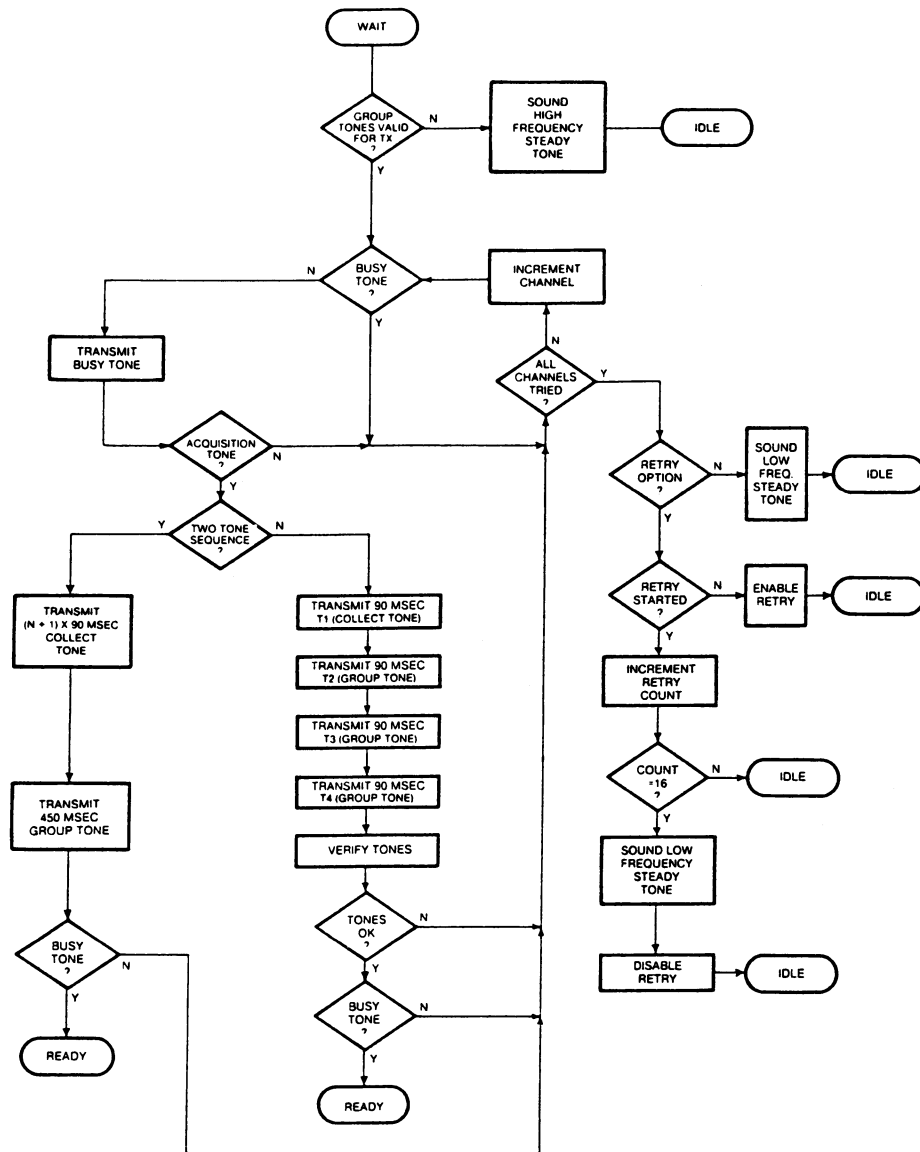 WAIT
GROUP
TONES VALID
FOR TX
?
N
Y
SOUND
HIGH
FREQUENCY
STEADY
TONE
IDLE
BUSY
TONE
?
N
Y
INCREMENT
CHANNEL
TRANSMIT
BUSY TONE
ALL
CHANNELS
TRIED
?
N
Y
ACQUISITION
TONE
?
N
Y
RETRY
OPTION
?
N
Y
SOUND
LOW
FREQ.
STEADY
TONE
IDLE
TWO TONE
SEQUENCE
?
Y
N
TRANSMIT
(N + 1) X 90 MSEC
COLLECT
TONE
TRANSMIT 90 MSEC
T1 (COLLECT TONE)
TRANSMIT 90 MSEC
T2 (GROUP TONE)
TRANSMIT 90 MSEC
T3 (GROUP TONE)
TRANSMIT 90 MSEC
T4 (GROUP TONE)
VERIFY TONES
RETRY
STARTED
?
N
Y
ENABLE
RETRY
IDLE
INCREMENT
RETRY
COUNT
COUNT
=16
?
N
Y
IDLE
TRANSMIT
450 MSEC
GROUP TONE
SOUND LOW
FREQUENCY
STEADY
TONE
BUSY
TONE
?
N
Y
READY
TONES
OK
?
N
Y
BUSY
TONE
?
N
Y
READY
DISABLE
RETRY
IDLE